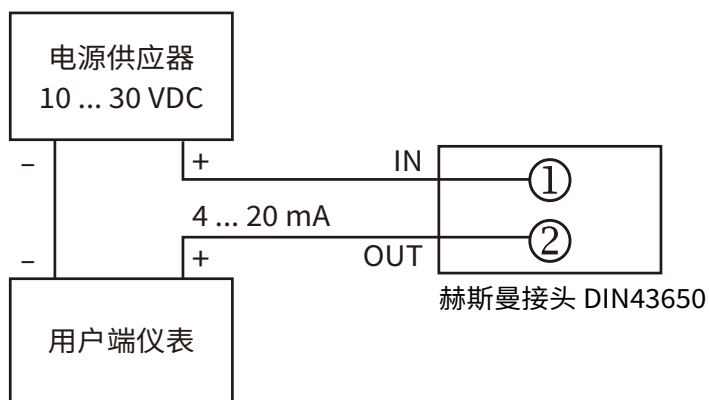 电源供应器
10 ... 30 VDC
– + IN ①
4 ... 20 mA
– + OUT ②
赫斯曼接头 DIN43650
用户端仪表